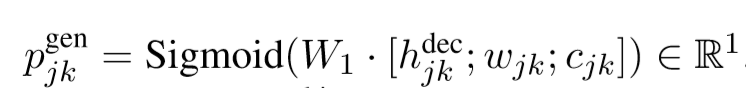 p_{jk}^{gen} = Sigmoid(W_1 · [h_{jk}^{dec}; w_{jk}; c_{jk}]) ∈ ℝ^1.